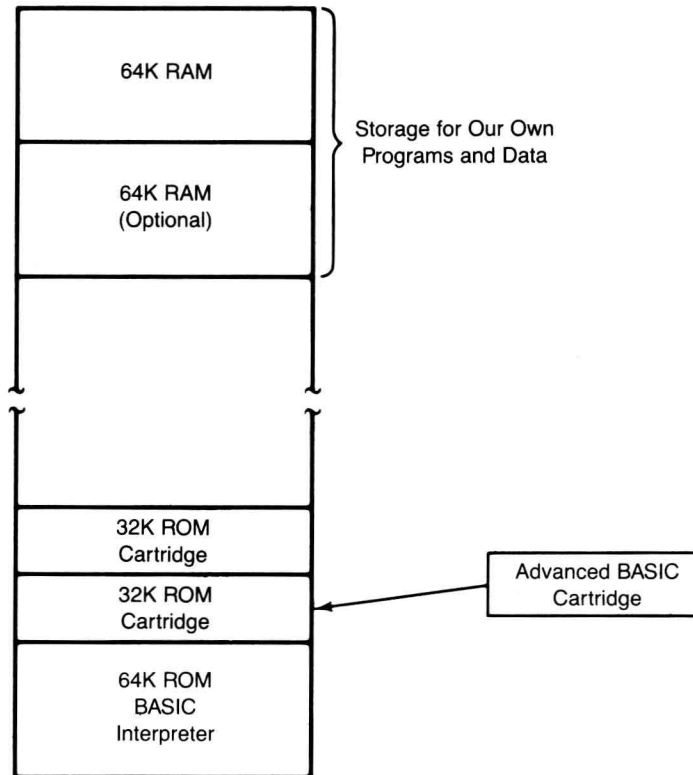 64K RAM
Storage for Our Own
Programs and Data
64K RAM
(Optional)
32K ROM
Cartridge
32K ROM
Cartridge
Advanced BASIC
Cartridge
64K ROM
BASIC
Interpreter